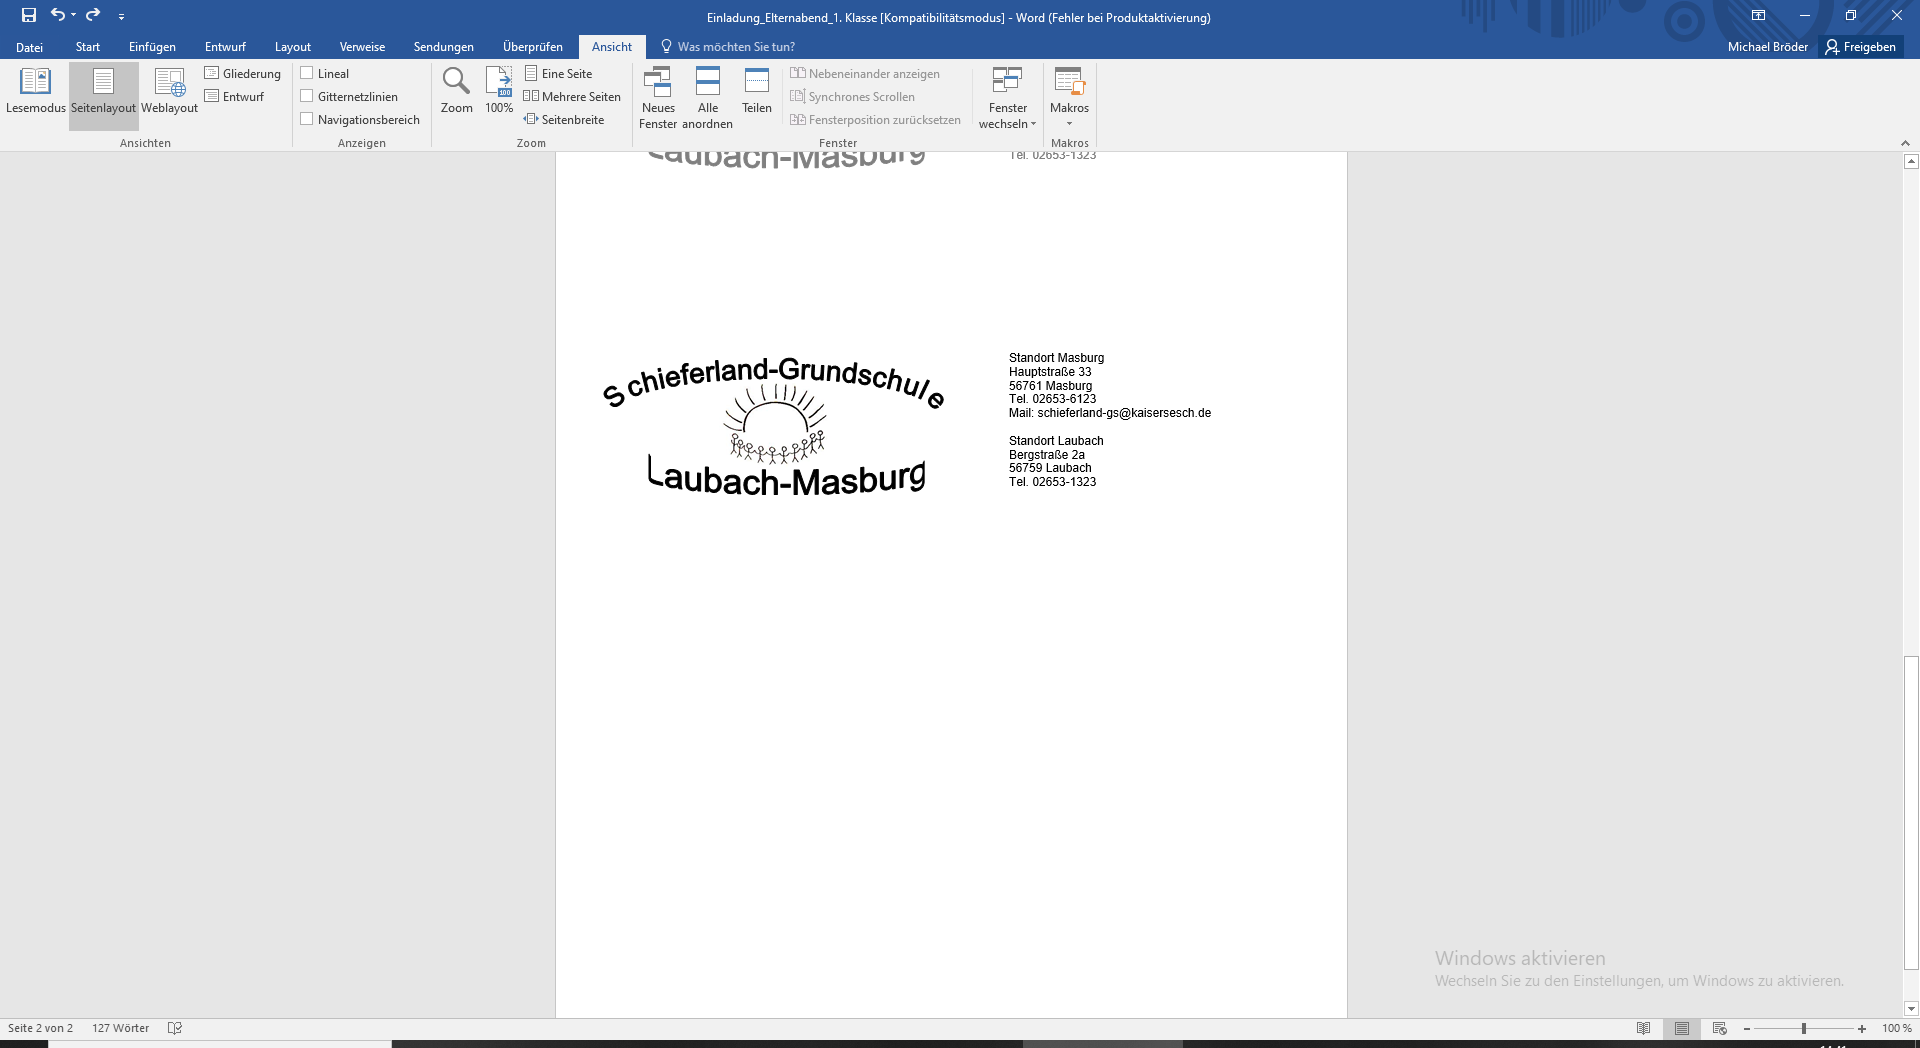 Einladung_Elternabend_1. Klasse [Kompatibilitätsmodus] - Word (Fehler bei Produktaktivierung)
Datei Start Einfügen Entwurf Layout Verweise Sendungen Überprüfen Ansicht Was möchten Sie tun? Michael Bröder Freigeben
Lesemodus Seitenlayout Weblayout
Gliederung
Entwurf
Ansichten
Lineal
Gitternetzlinien
Navigationsbereich
Anzeigen
Zoom
100%
Eine Seite
Mehrere Seiten
Seitenbreite
Zoom
Neues
Fenster
Alle
anordnen
Teilen
Nebeneinander anzeigen
Synchrones Scrollen
Fensterposition zurücksetzen
Fenster
Fenster
wechseln
Makros
Makros
Laubach-Masburg
Tel. 02653-1323
Schieferland-Grundschule
Laubach-Masburg
Standort Masburg
Hauptstraße 33
56761 Masburg
Tel. 02653-6123
Mail: schieferland-gs@kaisersesch.de
Standort Laubach
Bergstraße 2a
56759 Laubach
Tel. 02653-1323
Windows aktivieren
Wechseln Sie zu den Einstellungen, um Windows zu aktivieren.
Seite 2 von 2 127 Wörter 100 %